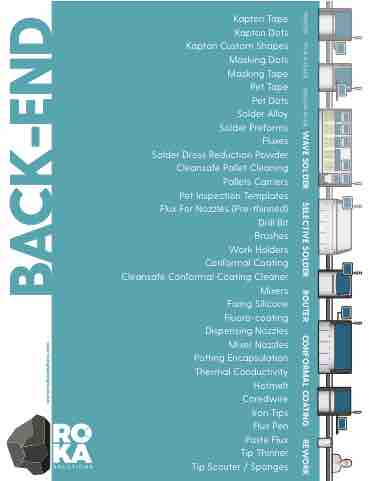 BACK-END
Kapton Tape
Kapton Dots
Kapton Custom Shapes
Masking Dots
Masking Tape
Pet Tape
Pet Dots
Solder Alloy
Solder Preforms
Fluxes
Solder Dross Reduction Powder
Cleansafe Pallet Cleaning
Pallets Carriers
Pet Inspection Templates
Flux For Nozzles (Pre-thinned)
Drill Bit
Brushes
Work Holders
Conformal Coating
Cleansafe Conformal Coating Cleaner
Mixers
Fixing Silicone
Fluoro-coating
Dispensing Nozzles
Mixer Nozzles
Potting Encapsulation
Thermal Conductivity
Hotmelt
Coredwire
Iron Tips
Flux Pen
Paste Flux
Tip Thinner
Tip Scouter / Sponges
WAVE SOLDER
SELECTIVE SOLDER
ROUTER
CONFORMAL COATING
REWORK
ROKA
SOLUTIONS